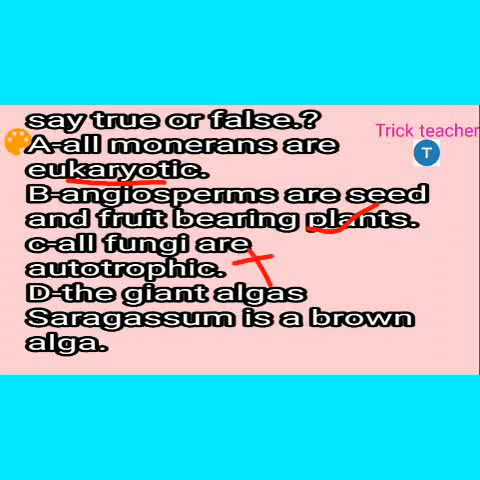 say true or false.?
Trick teacher
A-all monerans are
T
eukaryotic.
B-angiosperms are seed
and fruit bearing plants.
c-all fungi are
autotrophic.
D-the giant algas
Saragassum is a brown
alga.